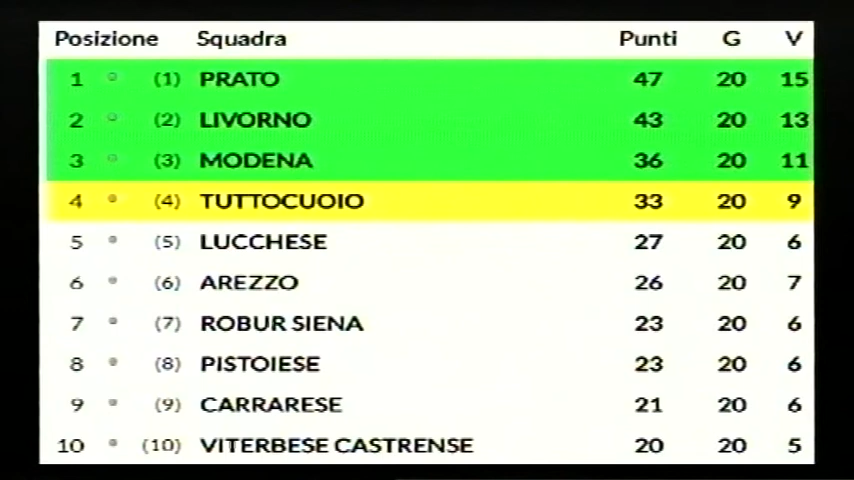 Posizione Squadra Punti G V
1 (1) PRATO 47 20 15
2 (2) LIVORNO 43 20 13
3 (3) MODENA 36 20 11
4 (4) TUTTOCUOIO 33 20 9
5 (5) LUCCHESE 27 20 6
6 (6) AREZZO 26 20 7
7 (7) ROBUR SIENA 23 20 6
8 (8) PISTOIESE 23 20 6
9 (9) CARRARESE 21 20 6
10 (10) VITERBESE CASTRENSE 20 20 5